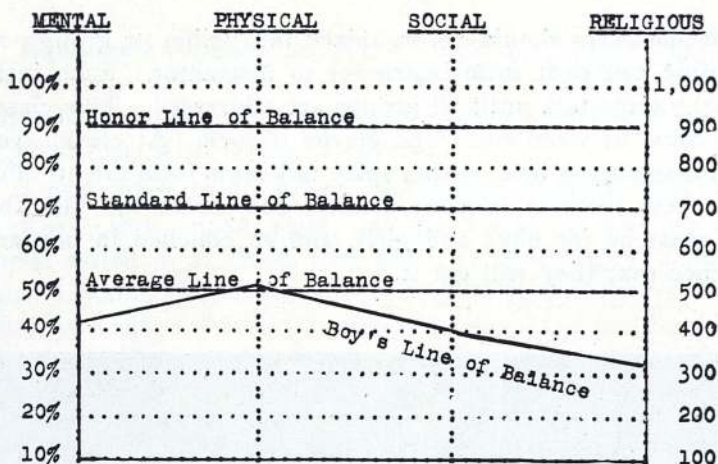 MENTAL PHYSICAL SOCIAL RELIGIOUS
100% 1,000
Honor Line of Balance
90% 900
80% 800
Standard Line of Balance
70% 700
60% 600
Average Line of Balance
50% 500
40% 400
Boy's Line of Balance
30% 300
20% 200
10% 100